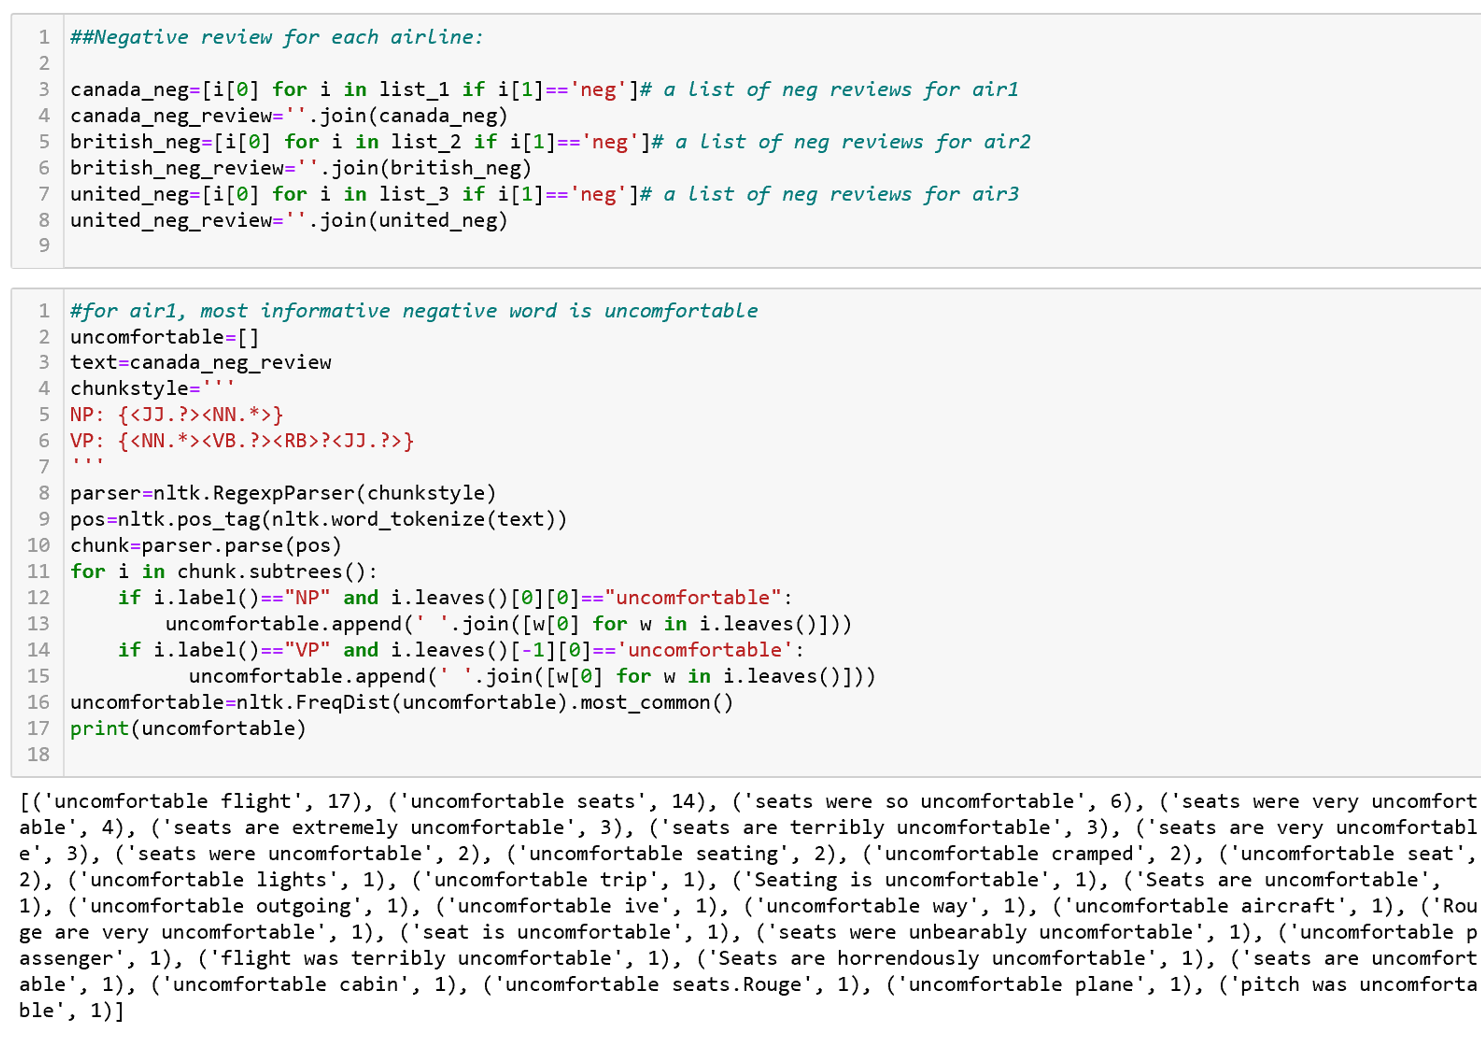 1 ##Negative review for each airline:
2
3 canada_neg=[i[0] for i in list_1 if i[1]=='neg']# a list of neg reviews for air1
4 canada_neg_review=''.join(canada_neg)
5 british_neg=[i[0] for i in list_2 if i[1]=='neg']# a list of neg reviews for air2
6 british_neg_review=''.join(british_neg)
7 united_neg=[i[0] for i in list_3 if i[1]=='neg']# a list of neg reviews for air3
8 united_neg_review=''.join(united_neg)
9
1 #for air1, most informative negative word is uncomfortable
2 uncomfortable=[]
3 text=canada_neg_review
4 chunkstyle='''
5 NP: {<JJ.?><NN.*>}
6 VP: {<NN.*><VB.?><RB>?<JJ.?>}
7 '''
8 parser=nltk.RegexpParser(chunkstyle)
9 pos=nltk.pos_tag(nltk.word_tokenize(text))
10 chunk=parser.parse(pos)
11 for i in chunk.subtrees():
12     if i.label()=="NP" and i.leaves()[0][0]=="uncomfortable":
13         uncomfortable.append(' '.join([w[0] for w in i.leaves()]))
14     if i.label()=="VP" and i.leaves()[-1][0]=='uncomfortable':
15           uncomfortable.append(' '.join([w[0] for w in i.leaves()]))
16 uncomfortable=nltk.FreqDist(uncomfortable).most_common()
17 print(uncomfortable)
18
[('uncomfortable flight', 17), ('uncomfortable seats', 14), ('seats were so uncomfortable', 6), ('seats were very uncomfort
able', 4), ('seats are extremely uncomfortable', 3), ('seats are terribly uncomfortable', 3), ('seats are very uncomfortabl
e', 3), ('seats were uncomfortable', 2), ('uncomfortable seating', 2), ('uncomfortable cramped', 2), ('uncomfortable seat',
2), ('uncomfortable lights', 1), ('uncomfortable trip', 1), ('Seating is uncomfortable', 1), ('Seats are uncomfortable',
1), ('uncomfortable outgoing', 1), ('uncomfortable ive', 1), ('uncomfortable way', 1), ('uncomfortable aircraft', 1), ('Rou
ge are very uncomfortable', 1), ('seat is uncomfortable', 1), ('seats were unbearably uncomfortable', 1), ('uncomfortable p
assenger', 1), ('flight was terribly uncomfortable', 1), ('Seats are horrendously uncomfortable', 1), ('seats are uncomfort
able', 1), ('uncomfortable cabin', 1), ('uncomfortable seats.Rouge', 1), ('uncomfortable plane', 1), ('pitch was uncomforta
ble', 1)]